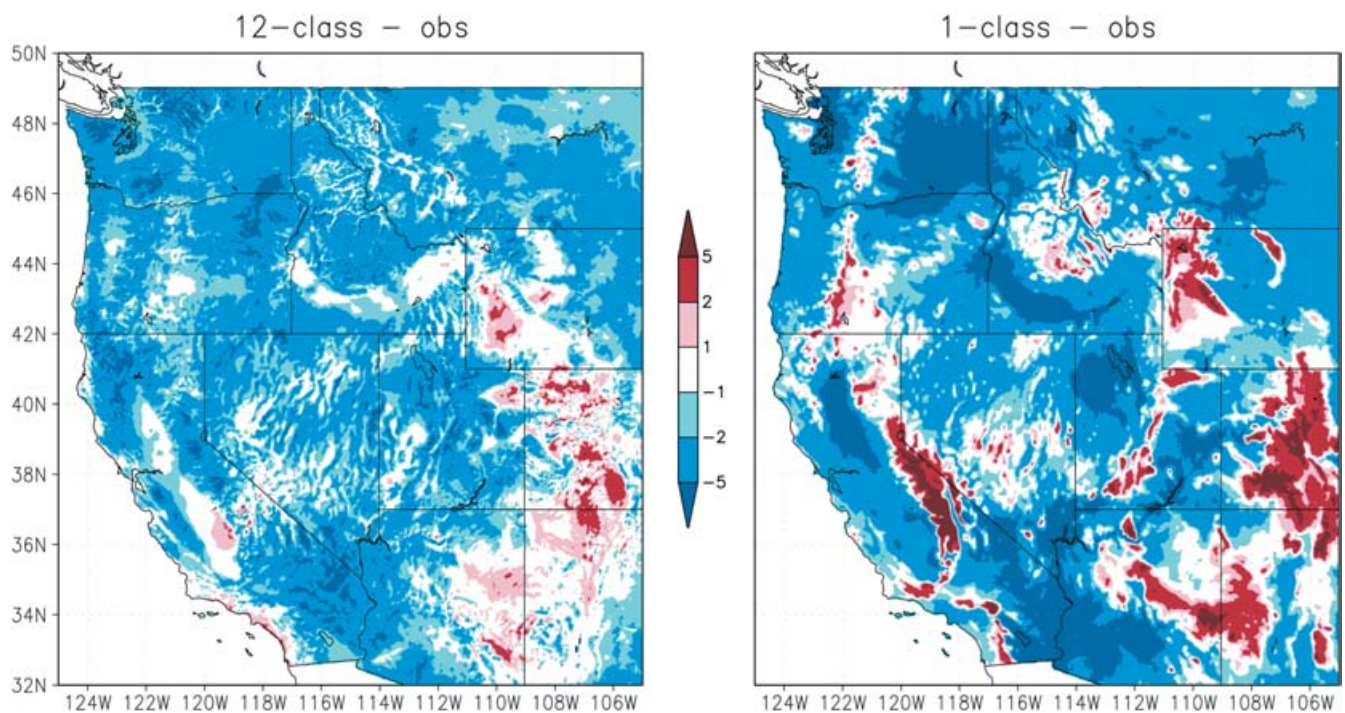 12-class - obs
1-class - obs
50N
48N
46N
44N
42N
40N
38N
36N
34N
32N
5
2
1
-1
-2
-5
124W 122W 120W 118W 116W 114W 112W 110W 108W 106W
124W 122W 120W 118W 116W 114W 112W 110W 108W 106W